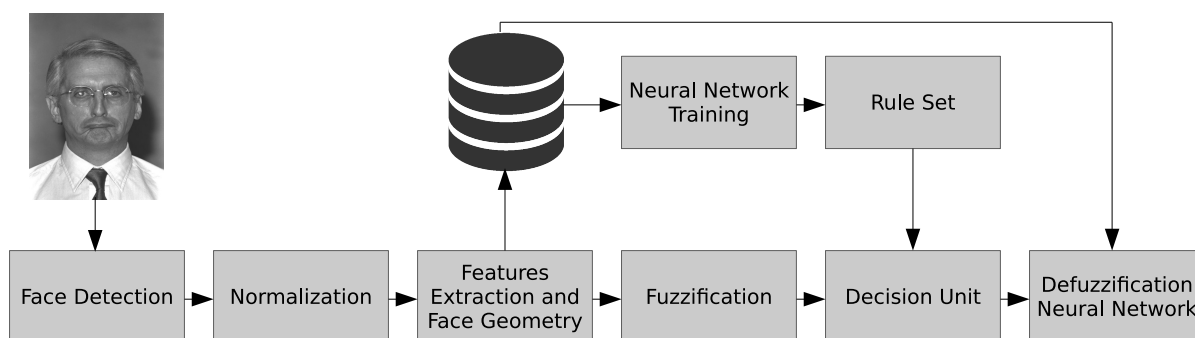 Neural Network
Training
Rule Set
Face Detection
Normalization
Features
Extraction and
Face Geometry
Fuzzification
Decision Unit
Defuzzification
Neural Network